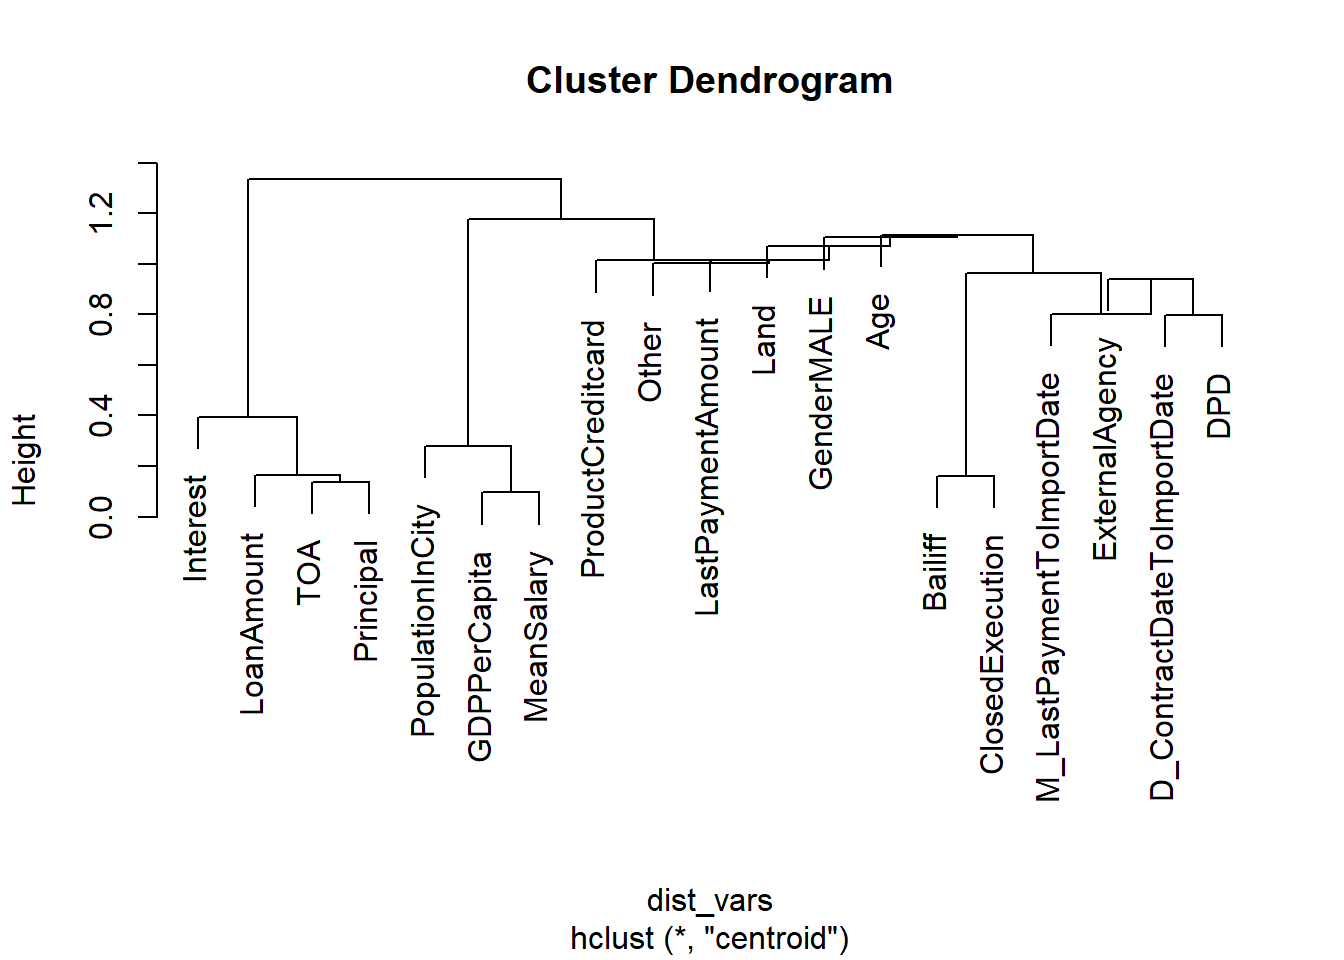 Cluster Dendrogram
Height
0.0
0.4
0.8
1.2
Interest
LoanAmount
TOA
Principal
PopulationInCity
GDPPerCapita
MeanSalary
ProductCreditcard
Other
LastPaymentAmount
Land
GenderMALE
Age
Bailiff
ClosedExecution
M_LastPaymentToImportDate
ExternalAgency
D_ContractDateToImportDate
DPD
dist_vars
hclust (*, "centroid")